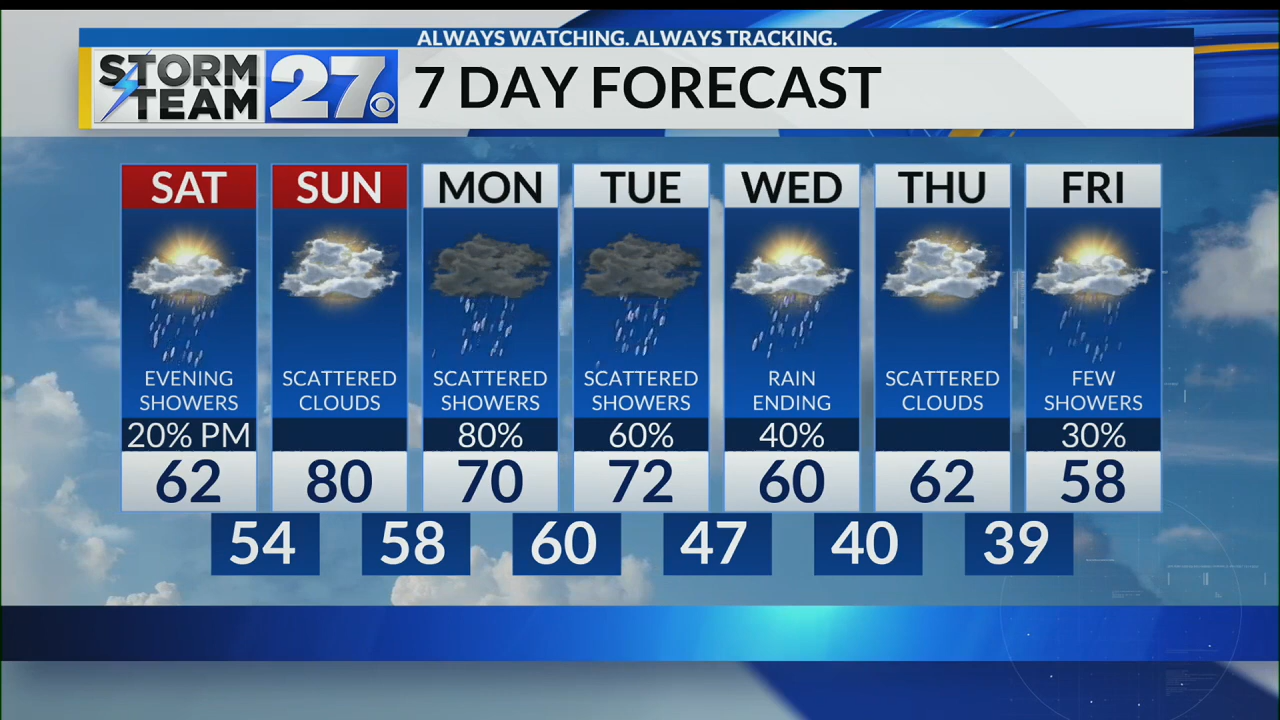 ALWAYS WATCHING. ALWAYS TRACKING.
STORM TEAM 27
7 DAY FORECAST
SAT SUN MON TUE WED THU FRI
EVENING SCATTERED SCATTERED SCATTERED RAIN SCATTERED FEW
SHOWERS CLOUDS SHOWERS SHOWERS ENDING CLOUDS SHOWERS
20% PM 80% 60% 40% 30%
62 80 70 72 60 62 58
54 58 60 47 40 39